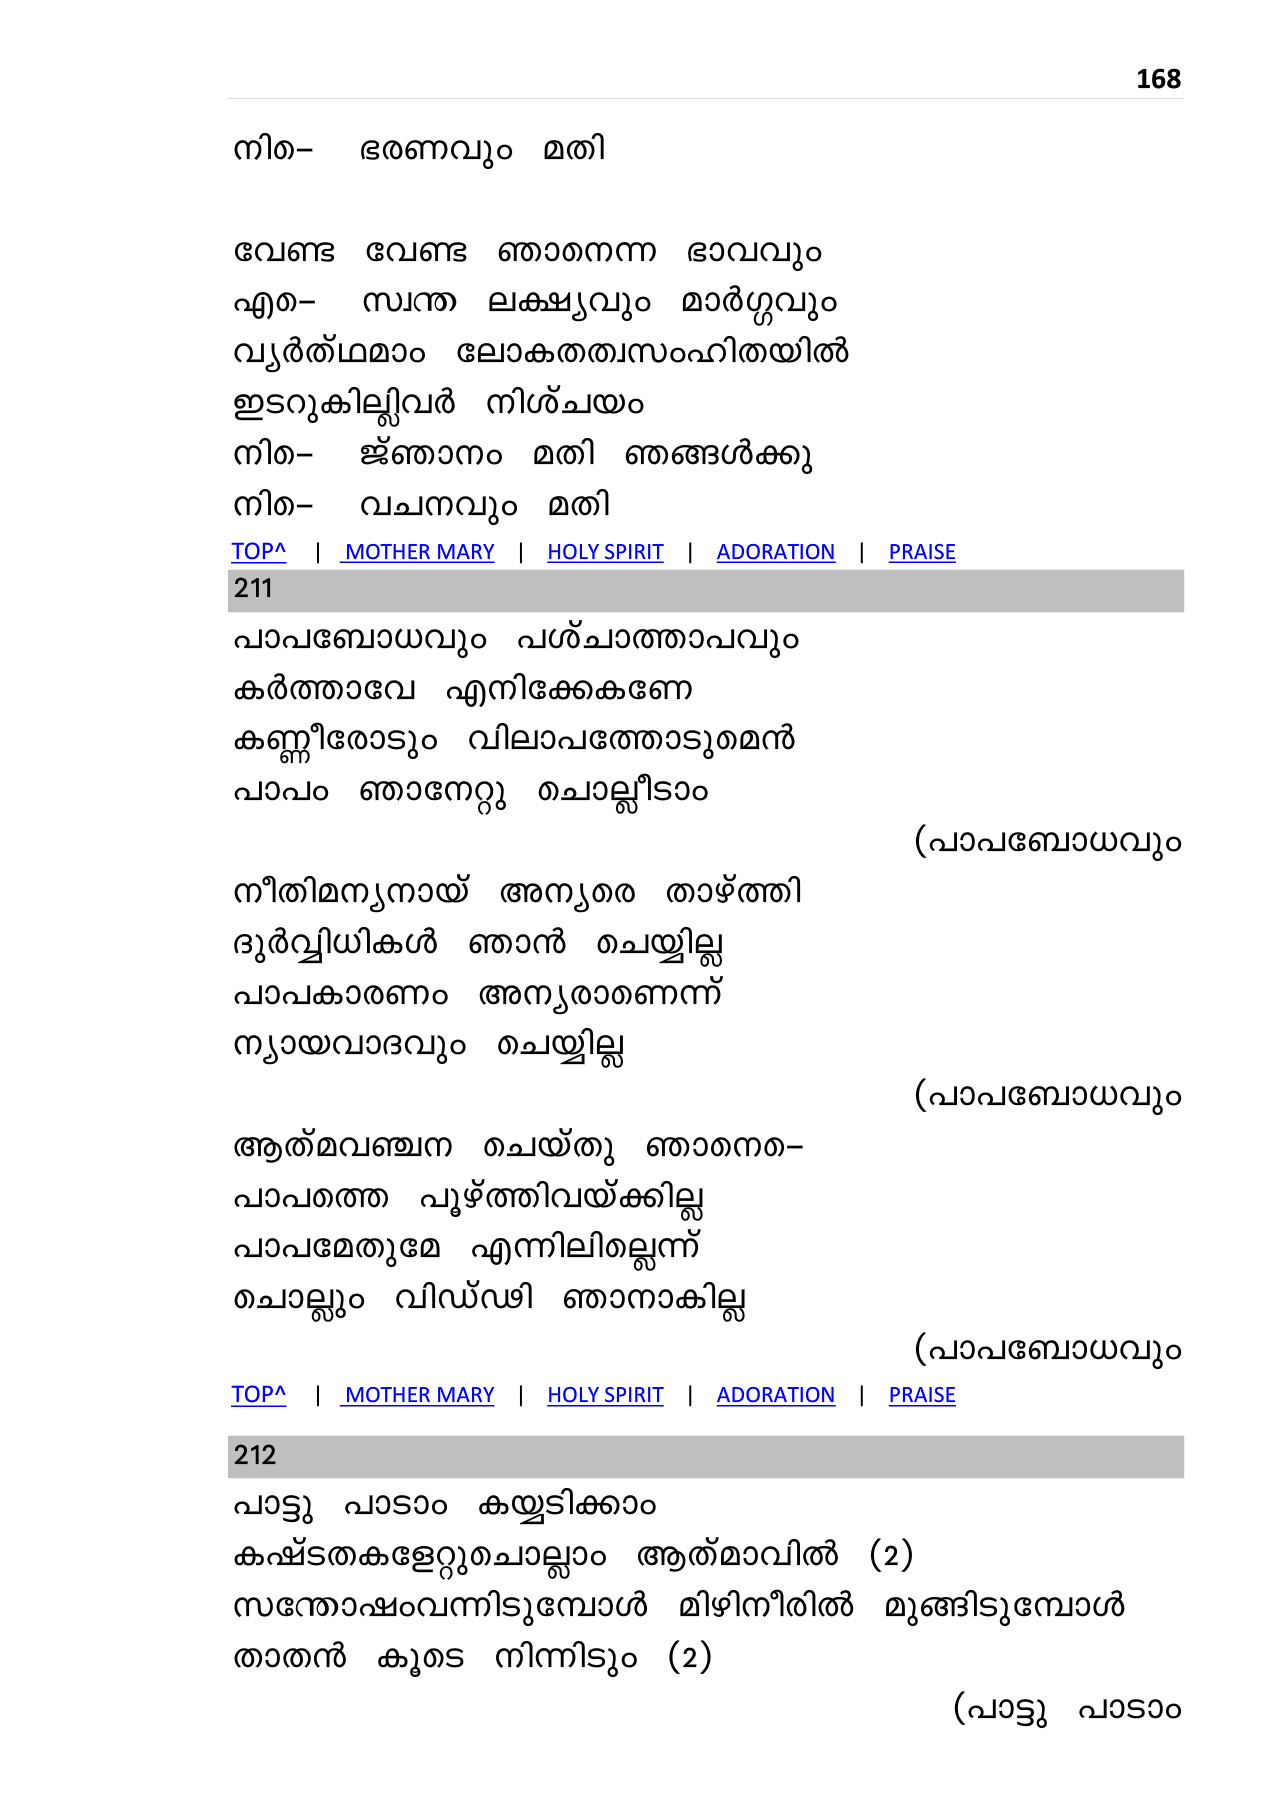 168
നിെ– ഭരണവും മതി
വേണ്ട വേണ്ട ഞാനെന്ന ഭാവവും
എെ– സ്വന്ത ലക്ഷ്യവും മാർഗ്ഗവും
വ്യർത്ഥമാം ലോകതത്വസംഹിതയിൽ
ഇടറുകില്ലിവർ നിശ്ചയം
നിെ– ജ്ഞാനം മതി ഞങ്ങൾക്കു
നിെ– വചനവും മതി
TOP^ | MOTHER MARY | HOLY SPIRIT | ADORATION | PRAISE
211
പാപബോധവും പശ്ചാത്താപവും
കർത്താവേ എനിക്കേകണേ
കണ്ണീരോടും വിലാപത്തോടുമെൻ
പാപം ഞാനേറ്റു ചൊല്ലീടാം
(പാപബോധവും
നീതിമന്യനായ് അന്യരെ താഴ്ത്തി
ദുർവ്വിധികൾ ഞാൻ ചെയ്യില്ല
പാപകാരണം അന്യരാണെന്ന്
ന്യായവാദവും ചെയ്യില്ല
(പാപബോധവും
ആത്മവഞ്ചന ചെയ്തു ഞാനെെ–
പാപത്തെ പൂഴ്ത്തിവയ്ക്കില്ല
പാപമേതുമേ എന്നിലില്ലെന്ന്
ചൊല്ലും വിഡ്ഢി ഞാനാകില്ല
(പാപബോധവും
TOP^ | MOTHER MARY | HOLY SPIRIT | ADORATION | PRAISE
212
പാട്ടു പാടാം കയ്യടിക്കാം
കഷ്ടതകളേറ്റുചൊല്ലാം ആത്മാവിൽ (2)
സന്തോഷംവന്നിടുമ്പോൾ മിഴിനീരിൽ മുങ്ങിടുമ്പോൾ
താതൻ കൂടെ നിന്നിടും (2)
(പാട്ടു പാടാം